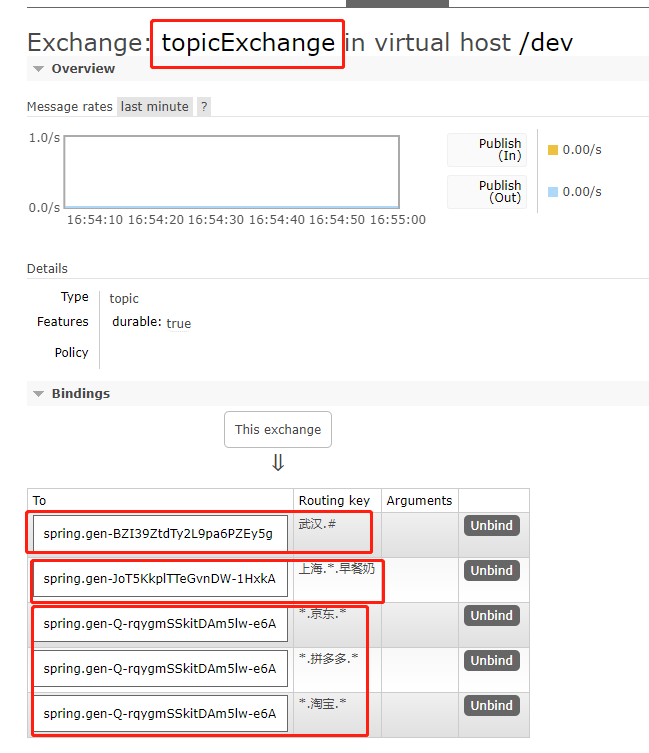 Exchange: topicExchange in virtual host /dev
Overview
Message rates last minute ?
1.0/s
0.0/s
16:54:10 16:54:20 16:54:30 16:54:40 16:54:50 16:55:00
Publish
(In)
0.00/s
Publish
(Out)
0.00/s
Details
Type topic
Features durable: true
Policy
Bindings
This exchange
⇓
To Routing key Arguments
spring.gen-BZI39ZtdTy2L9pa6PZEy5g 武汉.# Unbind
spring.gen-JoT5KkplTTeGvnDW-1HxkA 上海.*.早餐奶 Unbind
spring.gen-Q-rqygmSSkitDAm5lw-e6A *.京东.* Unbind
spring.gen-Q-rqygmSSkitDAm5lw-e6A *.拼多多.* Unbind
spring.gen-Q-rqygmSSkitDAm5lw-e6A *.淘宝.* Unbind